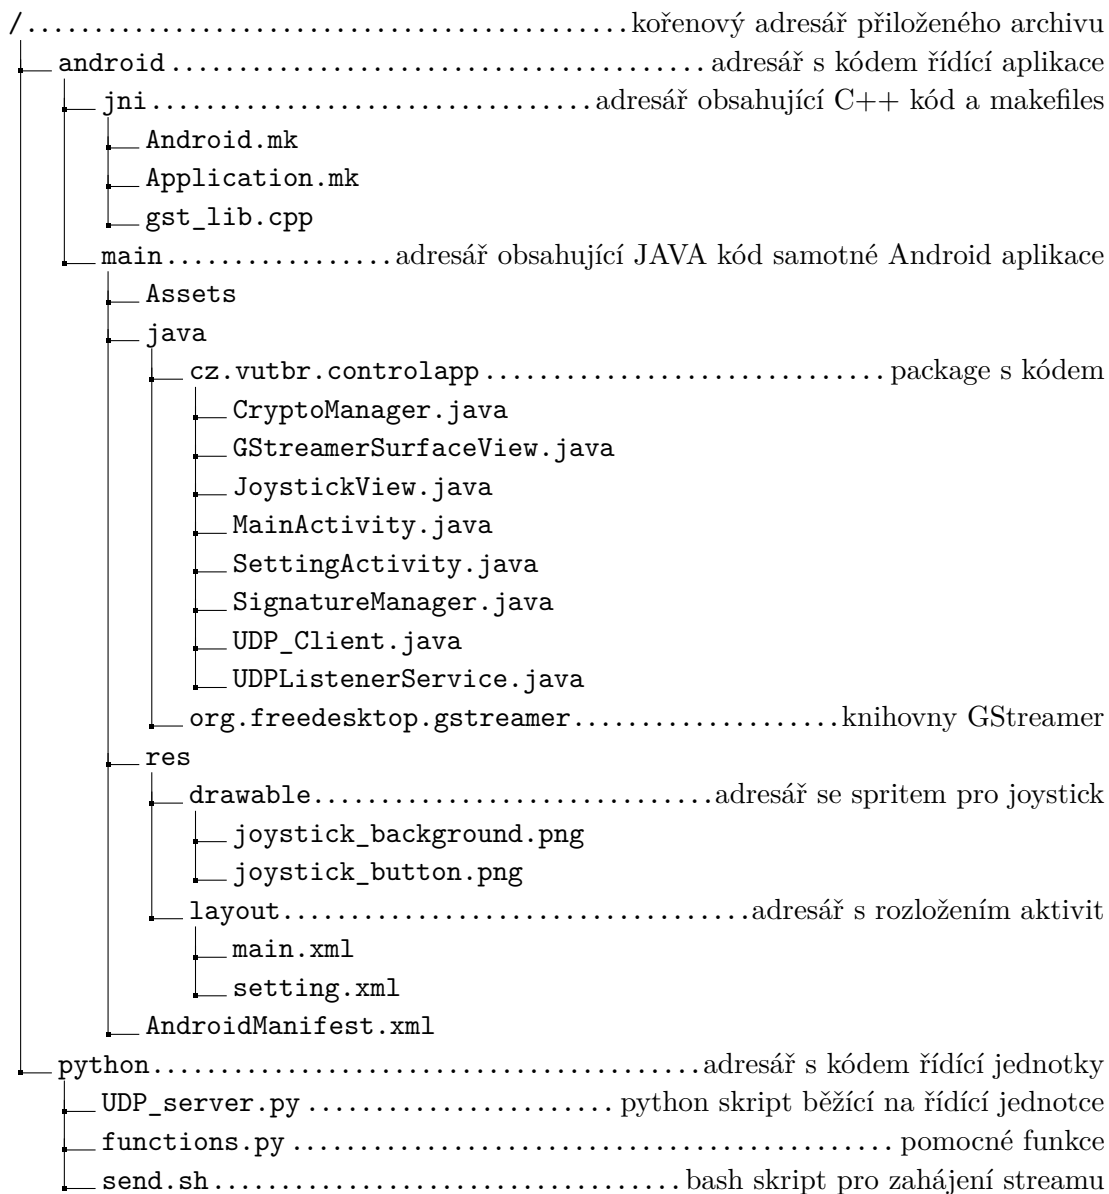 /.............................................kořenový adresář přiloženého archivu
android........................................adresář s kódem řídící aplikace
jni.................................adresář obsahující C++ kód a makefiles
Android.mk
Application.mk
gst_lib.cpp
main.................adresář obsahující JAVA kód samotné Android aplikace
Assets
java
cz.vutbr.controlapp..............................package s kódem
CryptoManager.java
GStreamerSurfaceView.java
JoystickView.java
MainActivity.java
SettingActivity.java
SignatureManager.java
UDP_Client.java
UDPListenerService.java
org.freedesktop.gstreamer....................knihovny GStreamer
res
drawable..............................adresář se spritem pro joystick
joystick_background.png
joystick_button.png
layout...................................adresář s rozložením aktivit
main.xml
setting.xml
AndroidManifest.xml
python.........................................adresář s kódem řídící jednotky
UDP_server.py.......................python skript běžící na řídící jednotce
functions.py.............................................pomocné funkce
send.sh...................................bash skript pro zahájení streamu